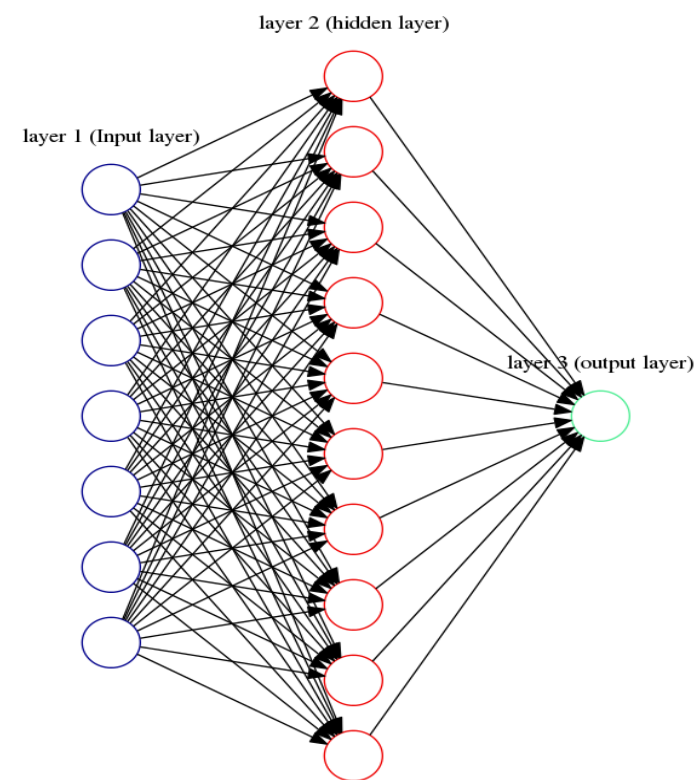 layer 2 (hidden layer)
layer 1 (Input layer)
layer 3 (output layer)